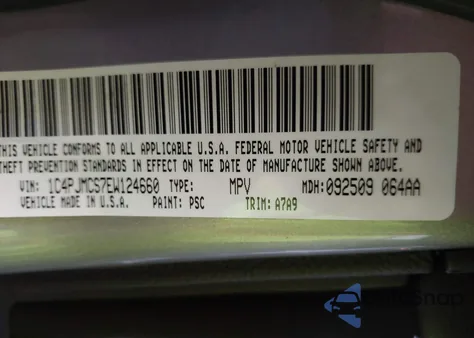 THIS VEHICLE CONFORMS TO ALL APPLICABLE U.S.A. FEDERAL MOTOR VEHICLE SAFETY AND
THEFT PREVENTION STANDARDS IN EFFECT ON THE DATE OF MANUFACTURE SHOWN ABOVE.
VIN: 1C4PJMCS7EW124660 TYPE: MPV MDH: 092509 064AA
VEHICLE MADE IN U.S.A. PAINT: PSC TRIM: A7A9